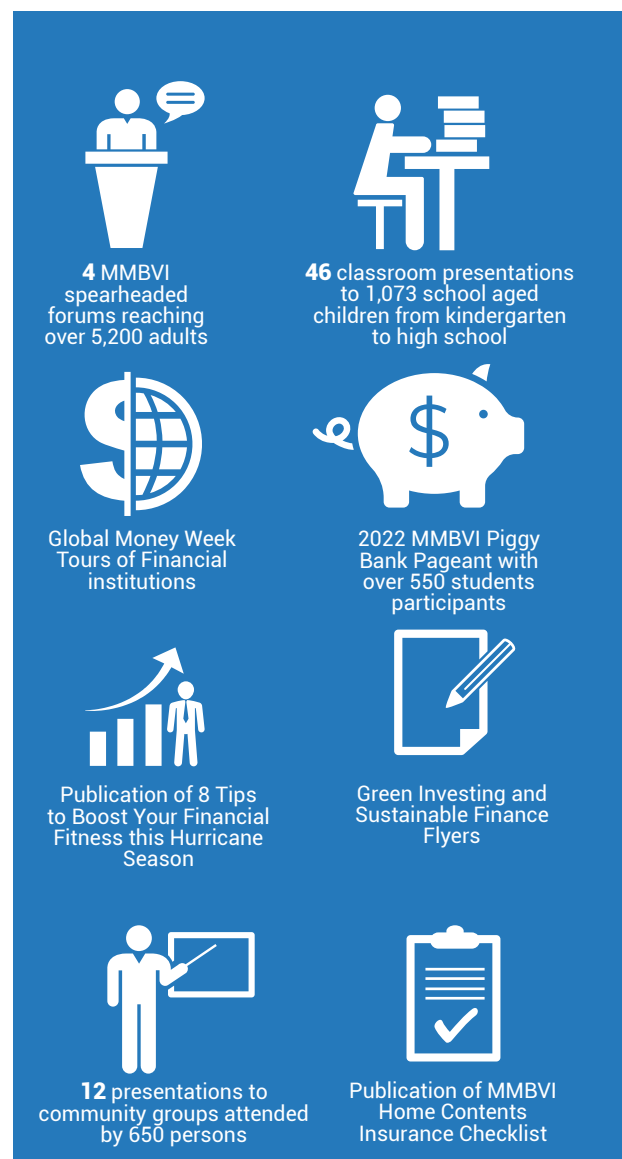 4 MMBVI
spearheaded
forums reaching
over 5,200 adults
46 classroom presentations
to 1,073 school aged
children from kindergarten
to high school
$
Global Money Week
Tours of Financial
institutions
$
2022 MMBVI Piggy
Bank Pageant with
over 550 students
participants
Publication of 8 Tips
to Boost Your Financial
Fitness this Hurricane
Season
Green Investing and
Sustainable Finance
Flyers
12 presentations to
community groups attended
by 650 persons
Publication of MMBVI
Home Contents
Insurance Checklist